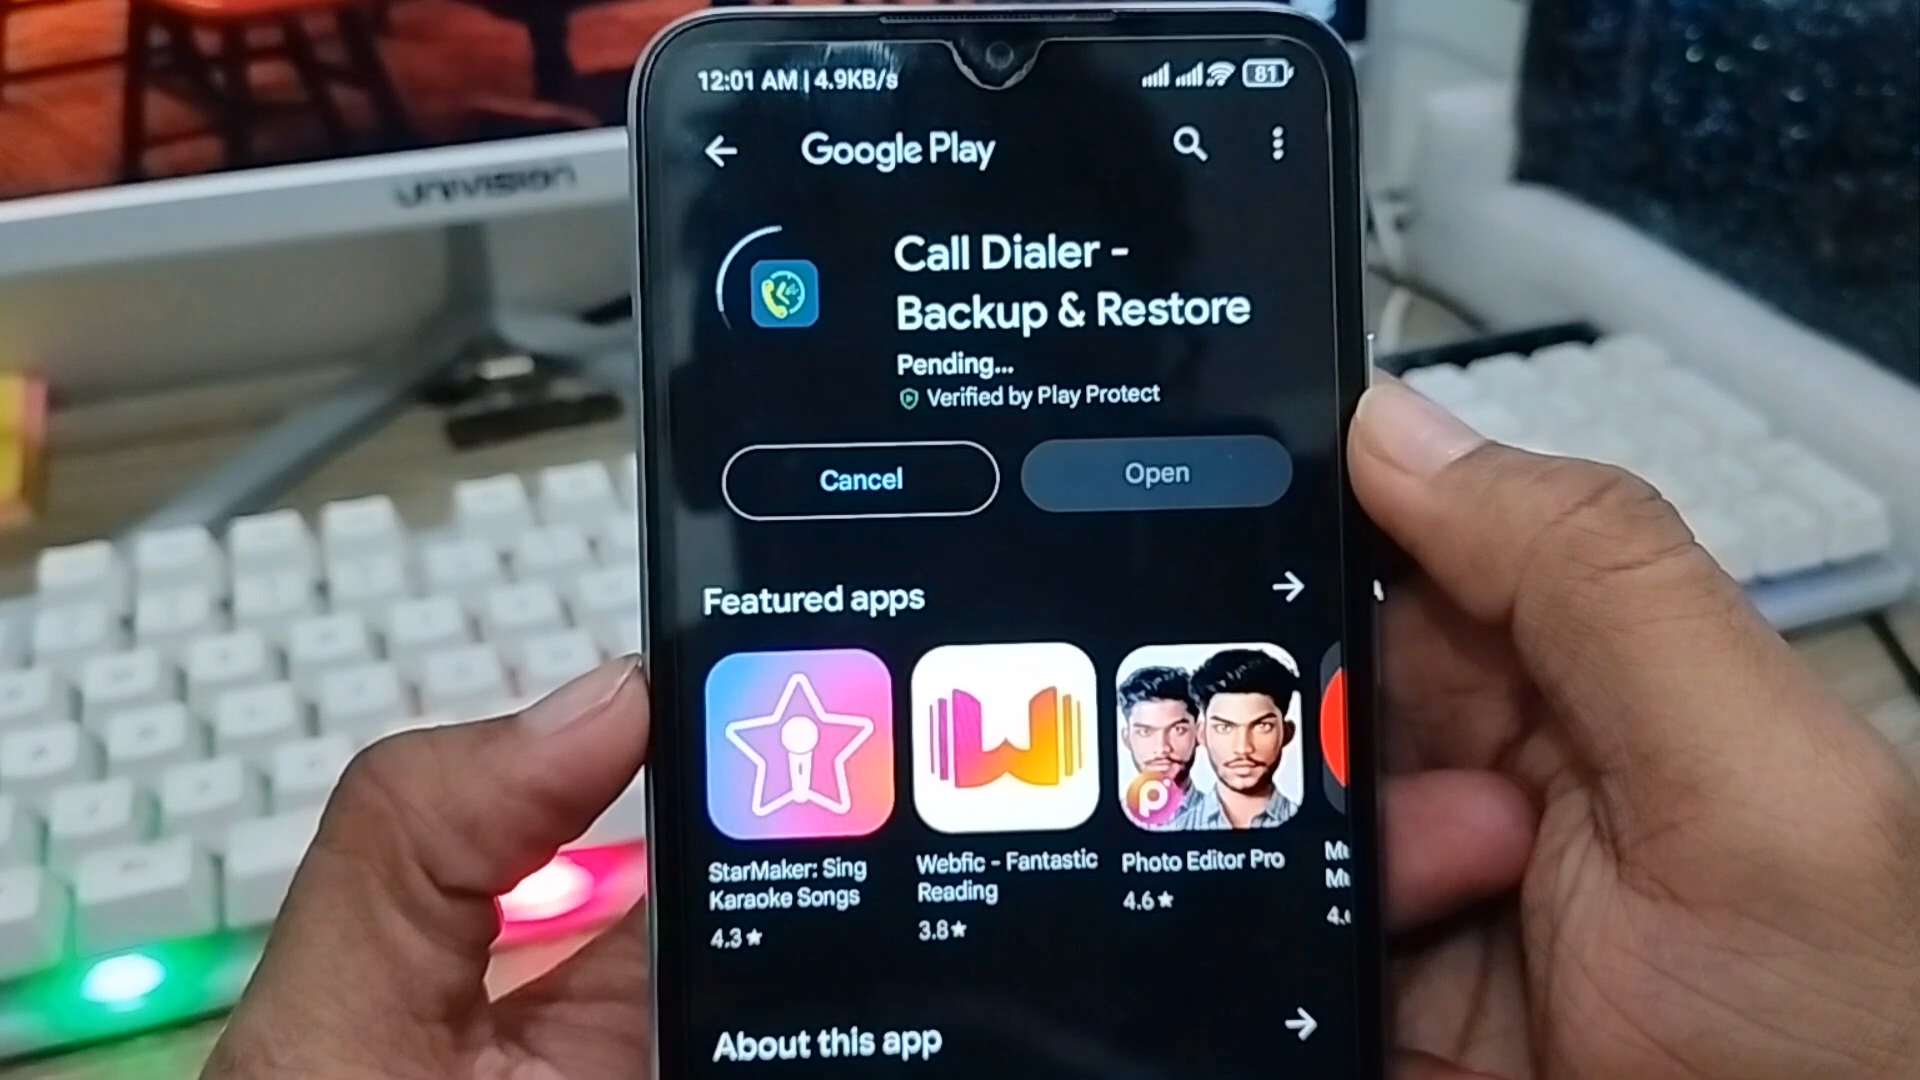 UNIVISION
12:01 AM | 4.9KB/s
81
Google Play
Call Dialer -
Backup & Restore
Pending...
Verified by Play Protect
Cancel
Open
Featured apps
StarMaker: Sing
Karaoke Songs
4.3★
Webfic - Fantastic
Reading
3.8★
Photo Editor Pro
4.6★
About this app